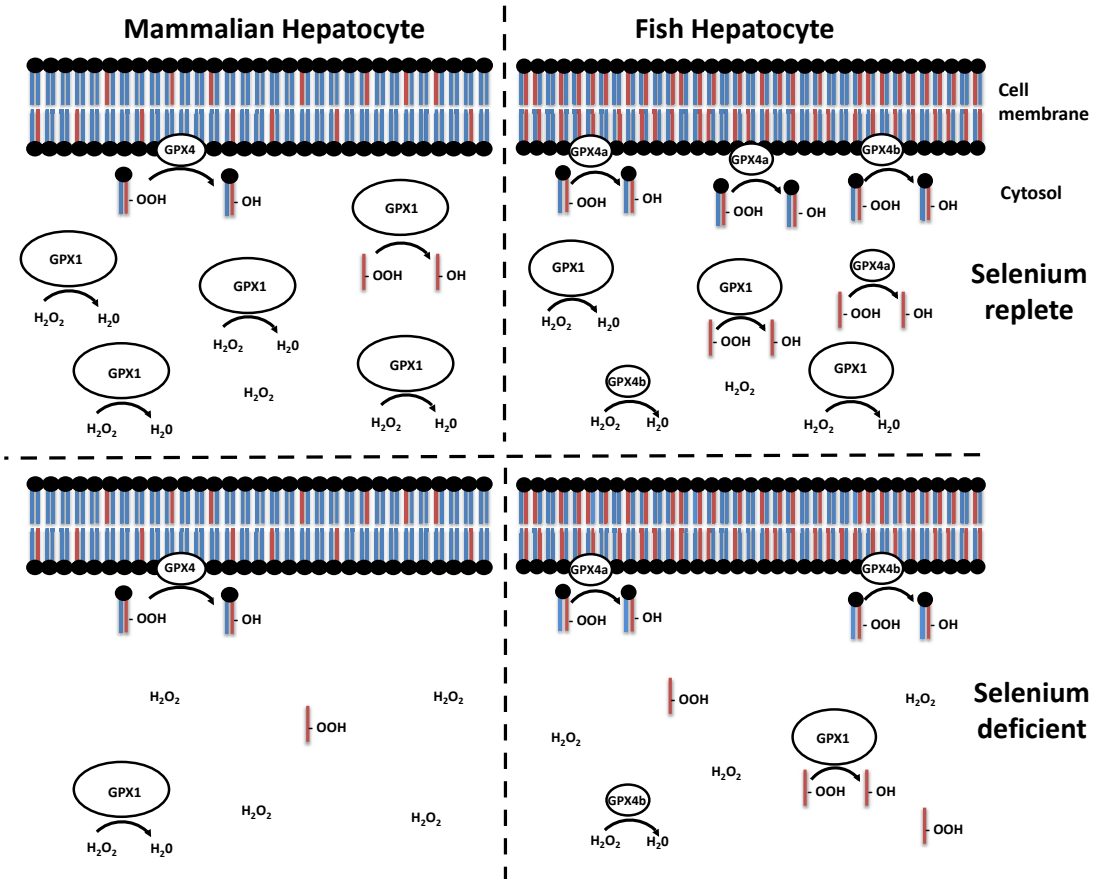 Mammalian Hepatocyte
Fish Hepatocyte
Cell
membrane
GPX4
GPX4a
GPX4a
GPX4b
- OOH
- OH
- OOH
- OH
- OOH
- OH
- OOH
- OH
Cytosol
GPX1
GPX1
GPX1
- OOH
- OH
H₂O₂
H₂0
H₂O₂
H₂0
GPX1
GPX1
GPX4a
- OOH
- OH
H₂O₂
H₂0
- OOH
- OH
Selenium
replete
GPX1
GPX1
H₂O₂
H₂O₂
H₂0
H₂O₂
H₂0
GPX4b
H₂O₂
GPX1
H₂O₂
H₂0
H₂O₂
H₂0
GPX4
GPX4a
GPX4b
- OOH
- OH
- OOH
- OH
- OOH
- OH
H₂O₂
- OOH
H₂O₂
GPX1
H₂O₂
H₂O₂
H₂O₂
H₂0
- OOH
H₂O₂
H₂O₂
GPX1
H₂O₂
- OOH
- OH
GPX4b
H₂O₂
H₂0
- OOH
Selenium
deficient